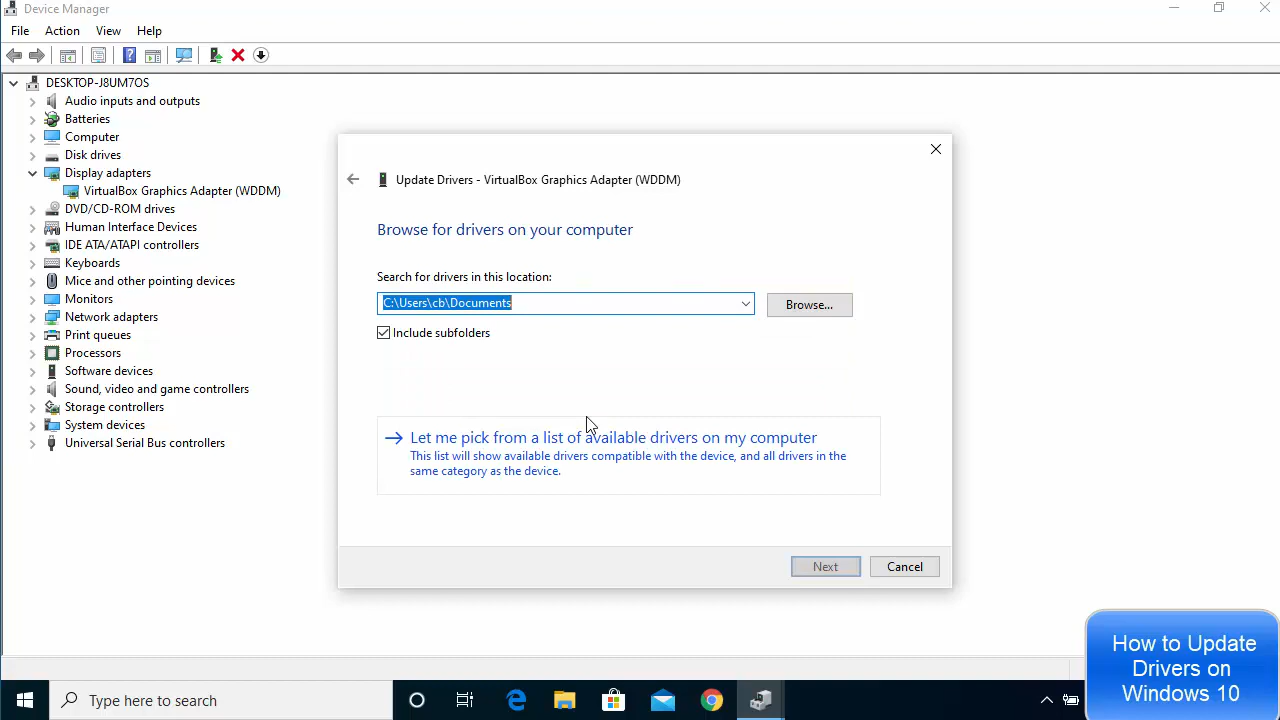 Device Manager
File Action View Help
DESKTOP-J8UM7OS
Audio inputs and outputs
Batteries
Computer
Disk drives
Display adapters
VirtualBox Graphics Adapter (WDDM)
DVD/CD-ROM drives
Human Interface Devices
IDE ATA/ATAPI controllers
Keyboards
Mice and other pointing devices
Monitors
Network adapters
Print queues
Processors
Software devices
Sound, video and game controllers
Storage controllers
System devices
Universal Serial Bus controllers
Update Drivers - VirtualBox Graphics Adapter (WDDM)
Browse for drivers on your computer
Search for drivers in this location:
C:\Users\cb\Documents
Browse...
Include subfolders
Let me pick from a list of available drivers on my computer
This list will show available drivers compatible with the device, and all drivers in the
same category as the device.
Next Cancel
How to Update
Drivers on
Windows 10
Type here to search